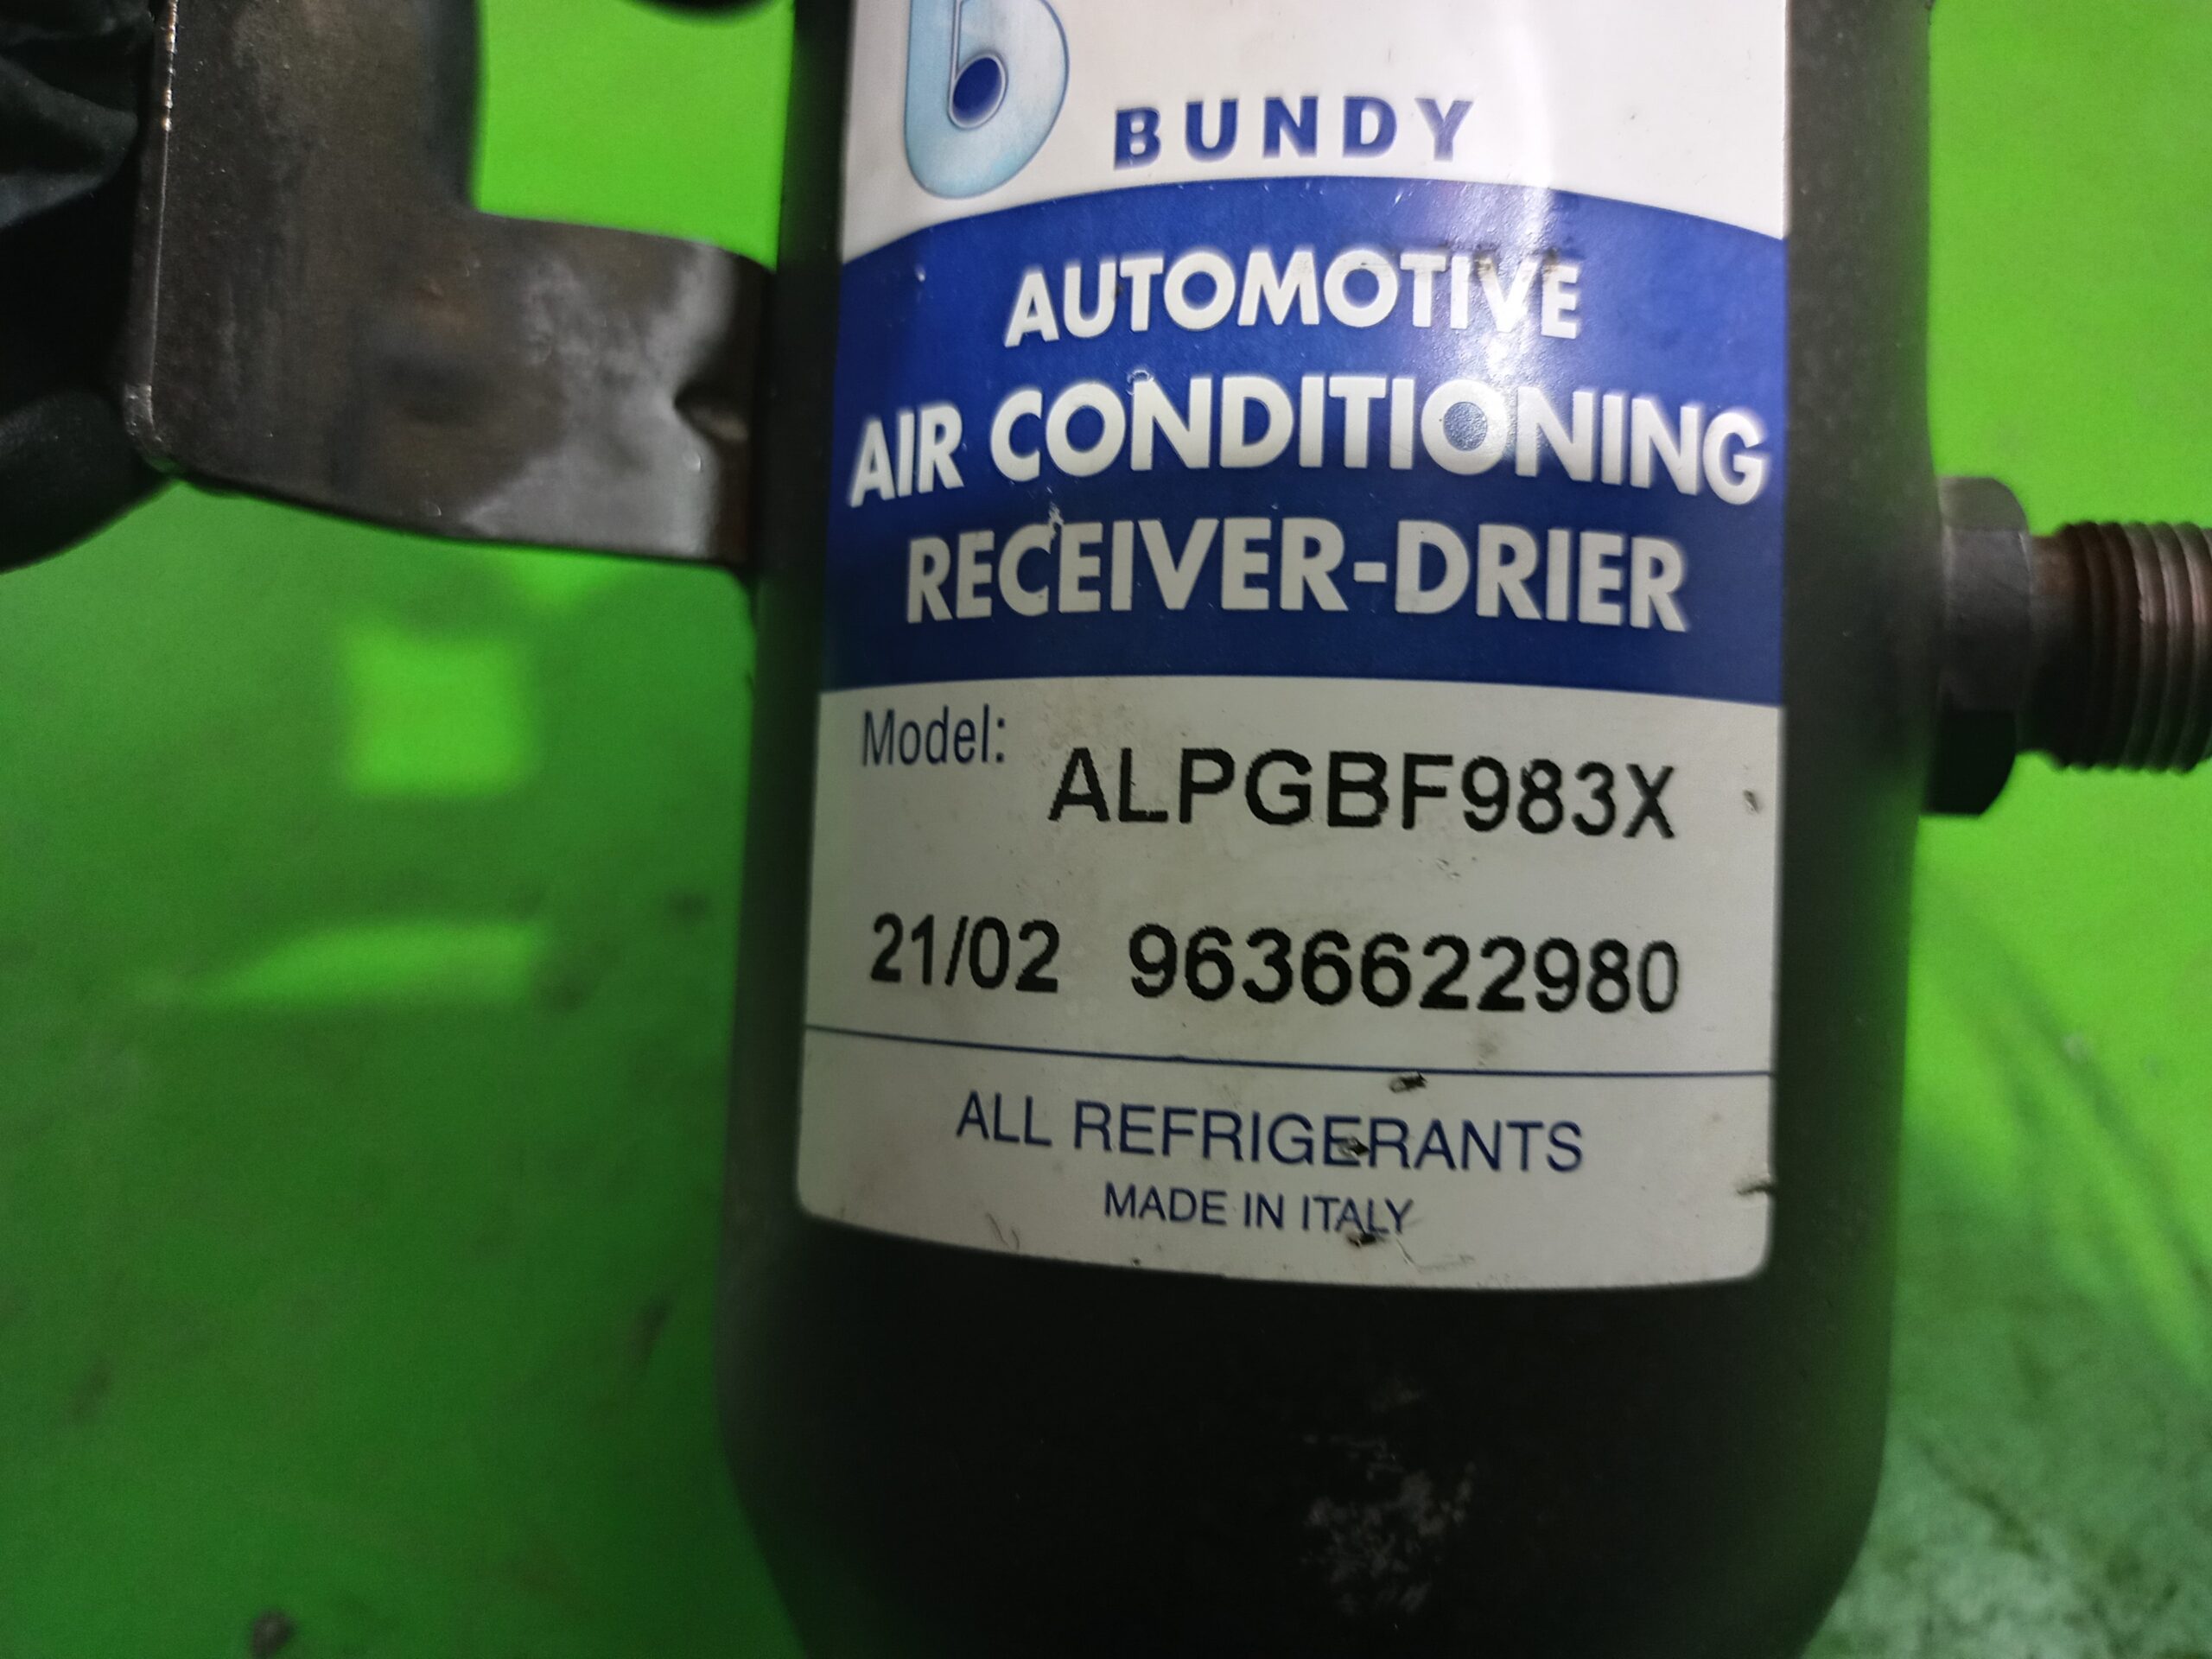 BUNDY
AUTOMOTIVE
AIR CONDITIONING
RECEIVER-DRIER
Model: ALPGBF983X
21/02 9636622980
ALL REFRIGERANTS
MADE IN ITALY